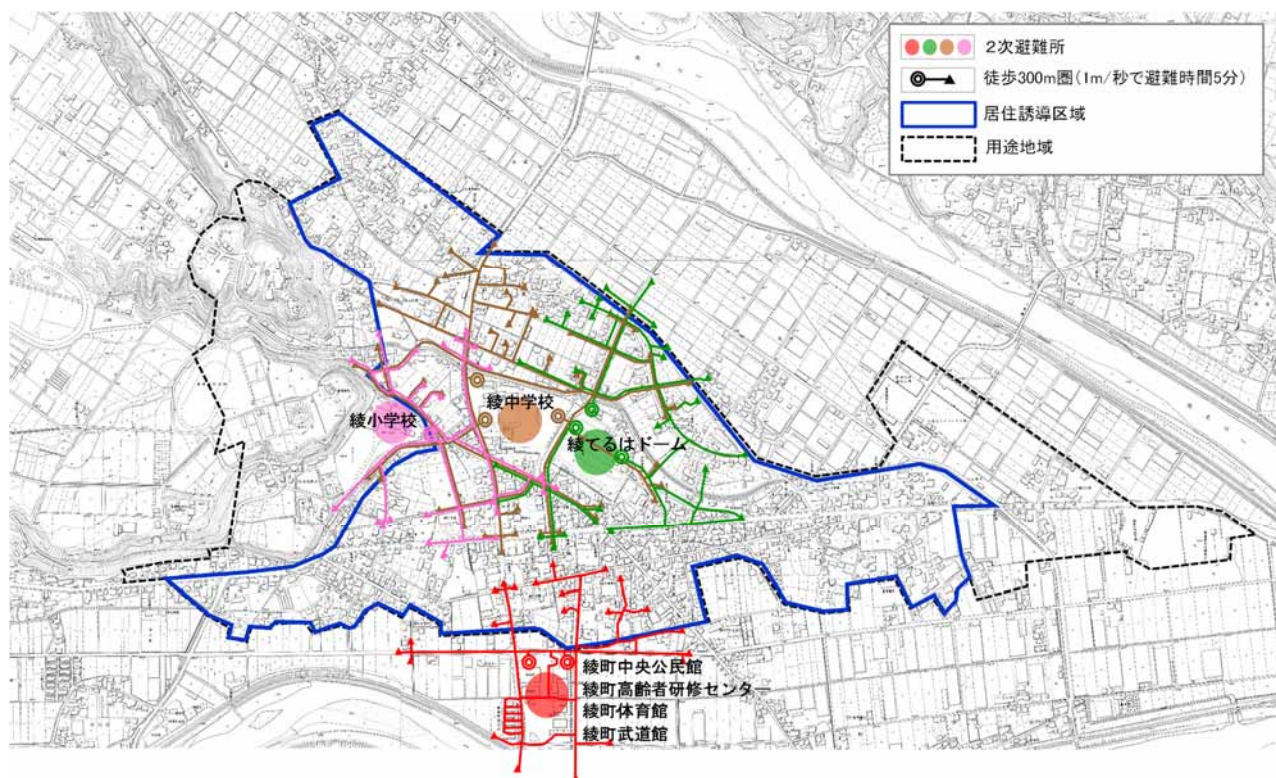 2次避難所
徒歩300m圏(1m/秒で避難時間5分)
居住誘導区域
用途地域
綾小学校
綾中学校
綾てるはドーム
綾町中央公民館
綾町高齢者研修センター
綾町体育館
綾町武道館